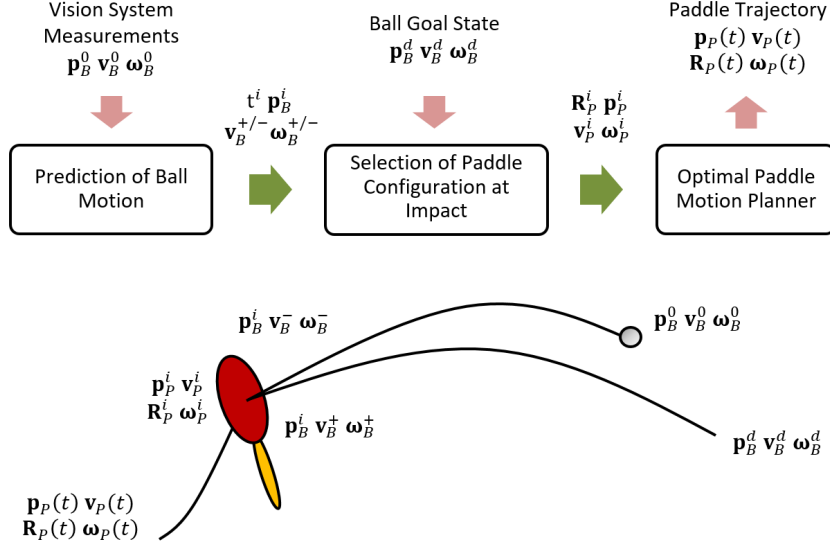 Vision System
Measurements
𝐩_B^0 𝐯_B^0 𝛚_B^0
Ball Goal State
𝐩_B^d 𝐯_B^d 𝛚_B^d
Paddle Trajectory
𝐩_P(t) 𝐯_P(t)
𝐑_P(t) 𝛚_P(t)
t^i 𝐩_B^i
𝐯_B^{+/-} 𝛚_B^{+/-}
𝐑_P^i 𝐩_P^i
𝐯_P^i 𝛚_P^i
Prediction of Ball
Motion
Selection of Paddle
Configuration at
Impact
Optimal Paddle
Motion Planner
𝐩_B^i 𝐯_B^- 𝛚_B^-
𝐩_B^0 𝐯_B^0 𝛚_B^0
𝐩_P^i 𝐯_P^i
𝐑_P^i 𝛚_P^i
𝐩_B^i 𝐯_B^+ 𝛚_B^+
𝐩_B^d 𝐯_B^d 𝛚_B^d
𝐩_P(t) 𝐯_P(t)
𝐑_P(t) 𝛚_P(t)